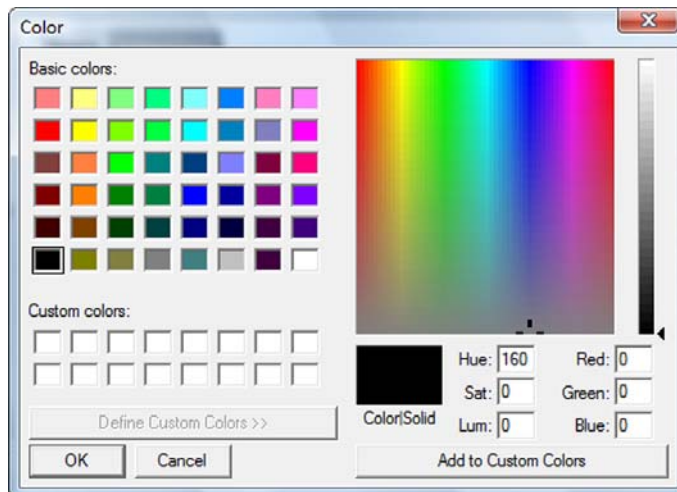 Color
Basic colors:
Custom colors:
Define Custom Colors >>
OK
Cancel
Color|Solid
Hue: 160
Sat: 0
Lum: 0
Red: 0
Green: 0
Blue: 0
Add to Custom Colors